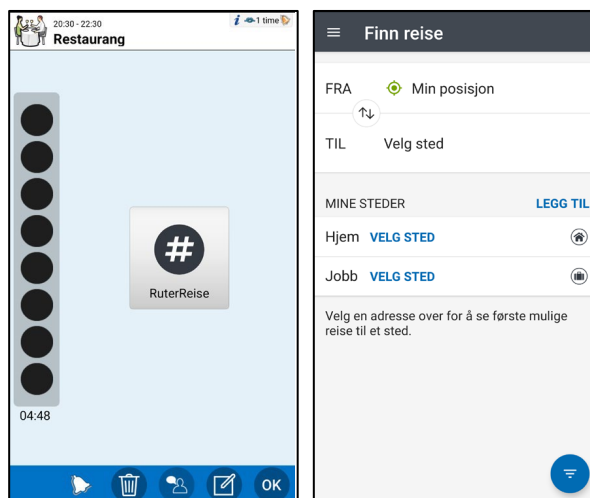 20:30 - 22:30
Restaurang
i 1 time
#
RuterReise
04:48
OK
Finn reise
FRA Min posisjon
TIL Velg sted
MINE STEDER LEGG TIL
Hjem VELG STED
Jobb VELG STED
Velg en adresse over for å se første mulige
reise til et sted.